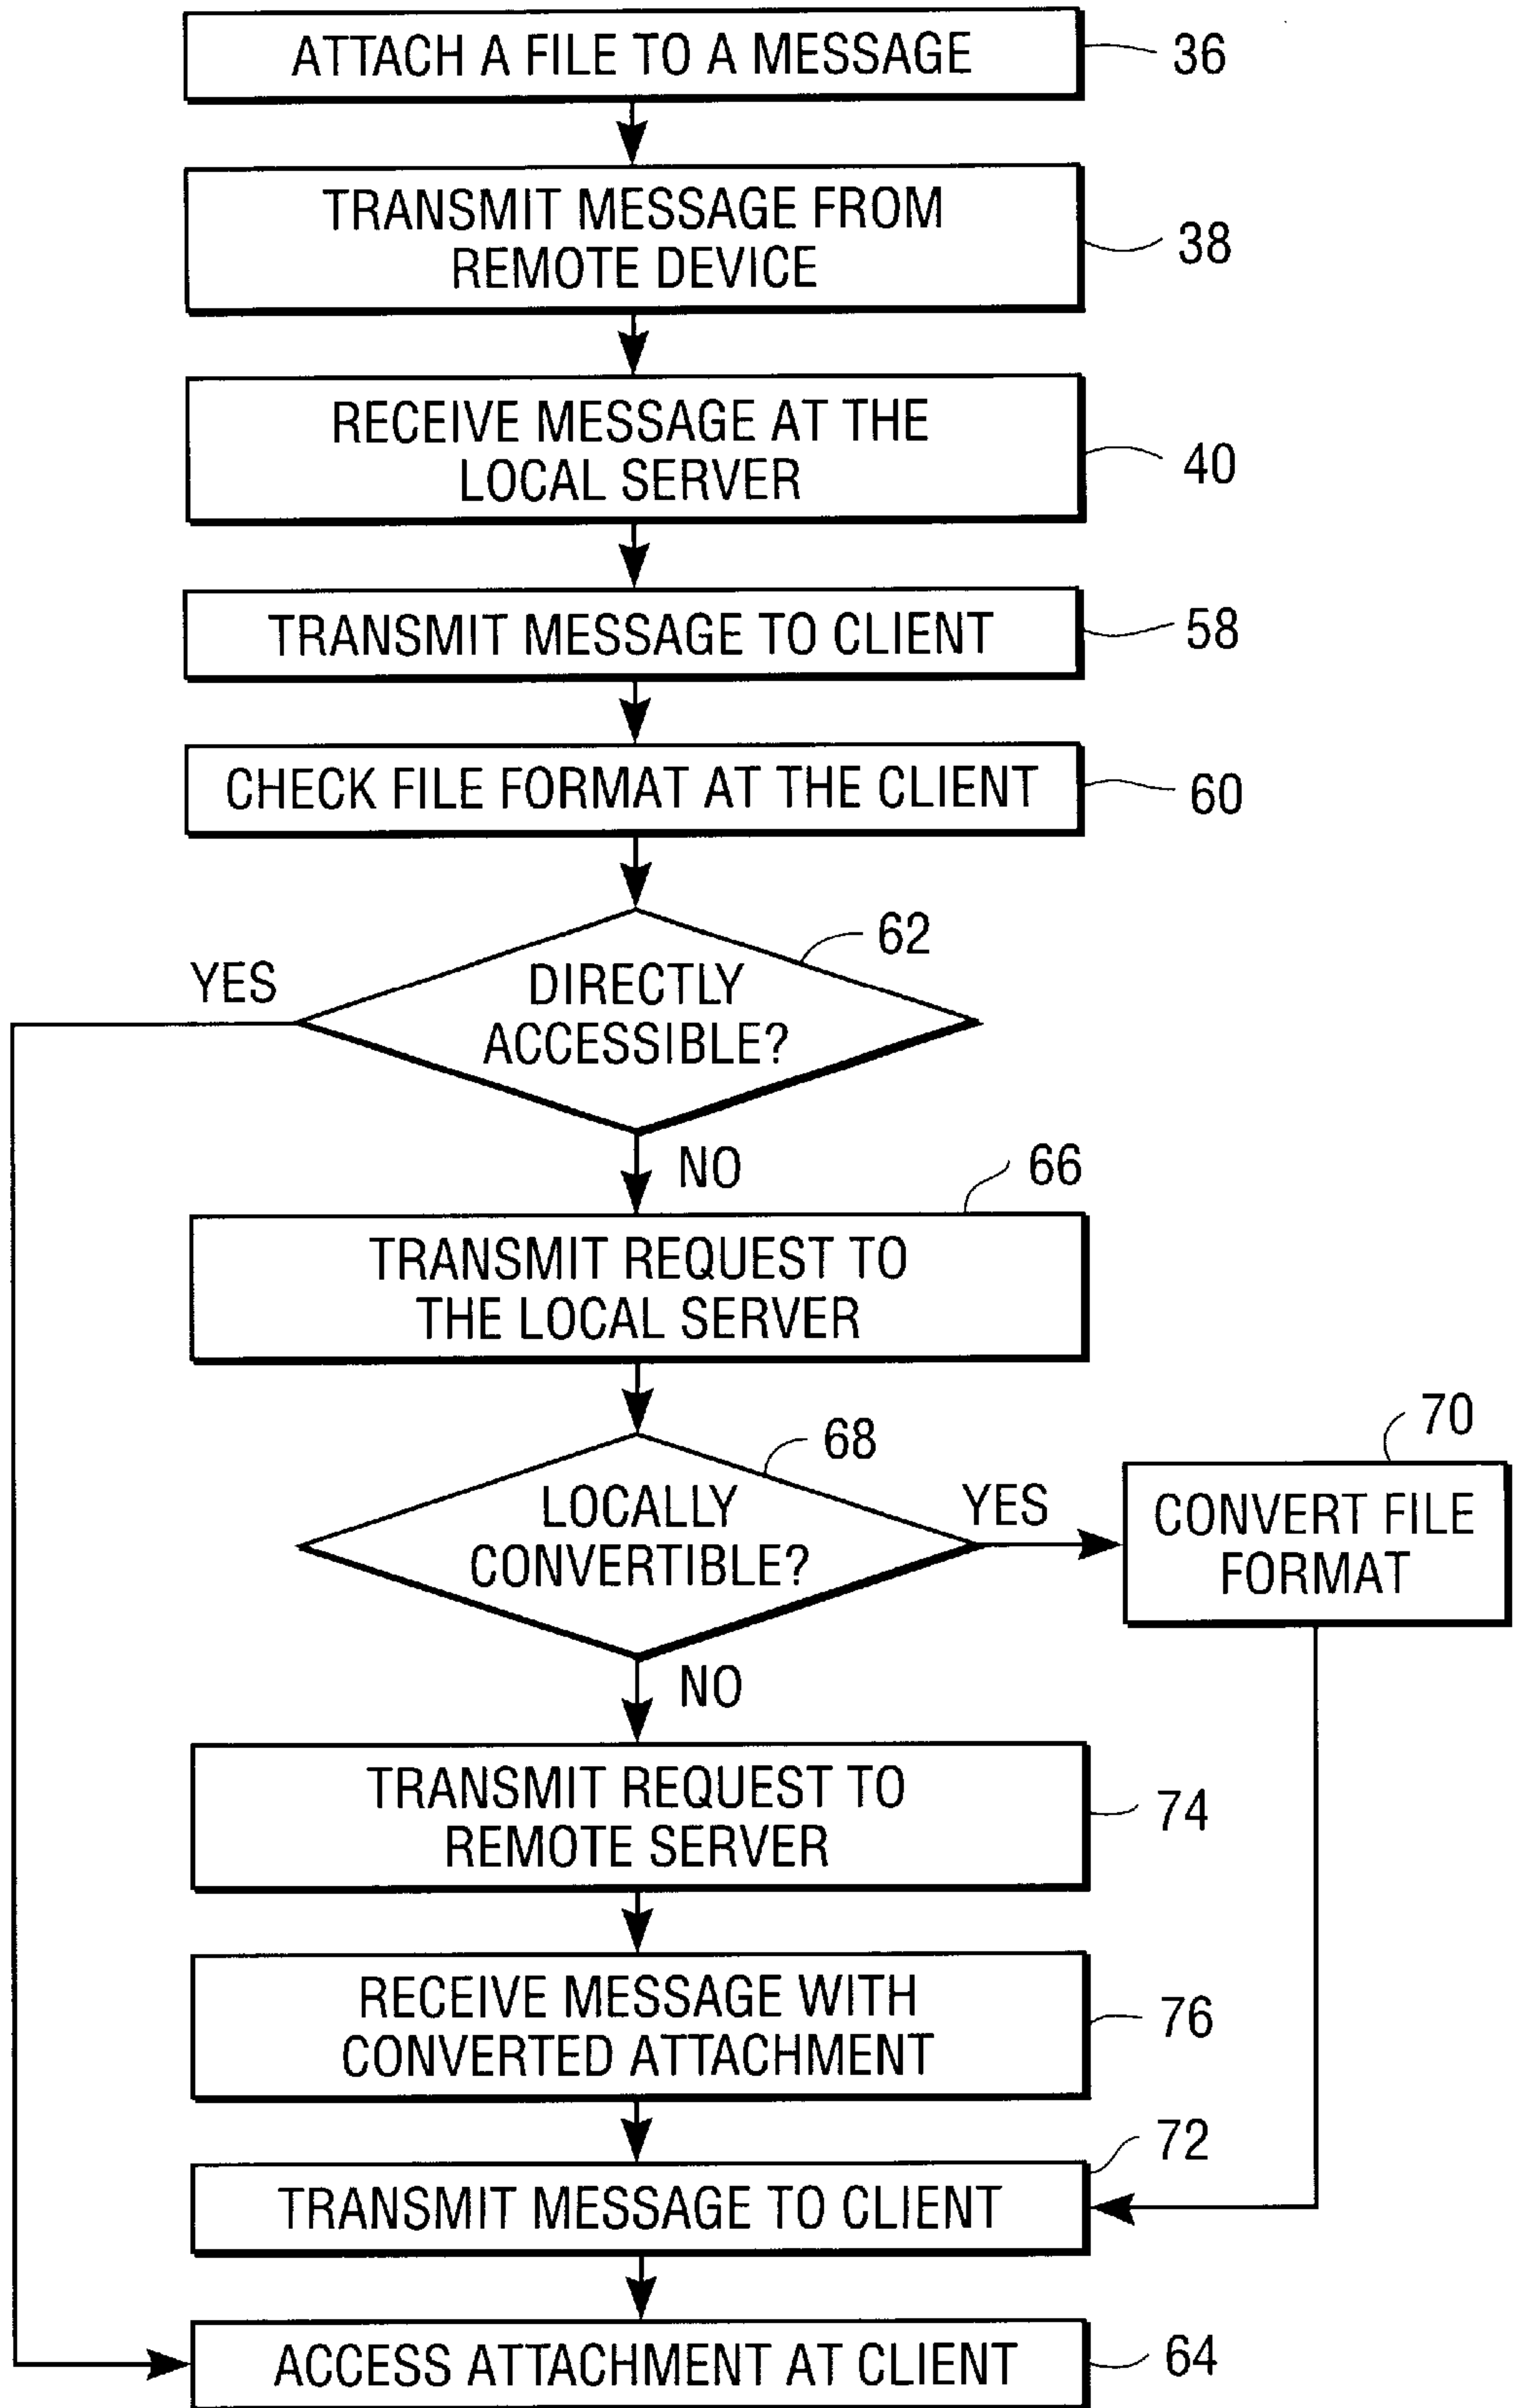 ATTACH A FILE TO A MESSAGE
36
TRANSMIT MESSAGE FROM
REMOTE DEVICE
38
RECEIVE MESSAGE AT THE
LOCAL SERVER
40
TRANSMIT MESSAGE TO CLIENT
58
CHECK FILE FORMAT AT THE CLIENT
60
62
YES
DIRECTLY
ACCESSIBLE?
NO
66
TRANSMIT REQUEST TO
THE LOCAL SERVER
68
LOCALLY
CONVERTIBLE?
YES
70
CONVERT FILE
FORMAT
NO
TRANSMIT REQUEST TO
REMOTE SERVER
74
RECEIVE MESSAGE WITH
CONVERTED ATTACHMENT
76
72
TRANSMIT MESSAGE TO CLIENT
ACCESS ATTACHMENT AT CLIENT
64